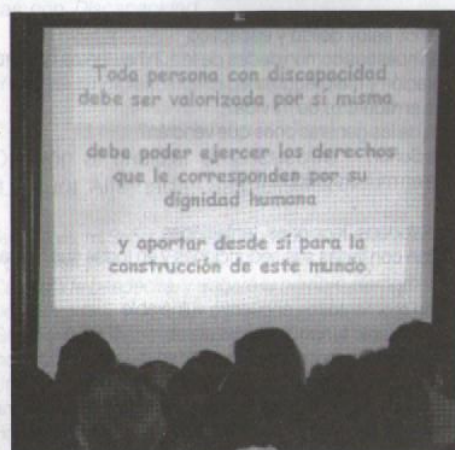 Toda persona con discapacidad
debe ser valorizada por sí misma
debe poder ejercer los derechos
que le corresponden por su
dignidad humana
y aportar desde sí para la
construcción de este mundo